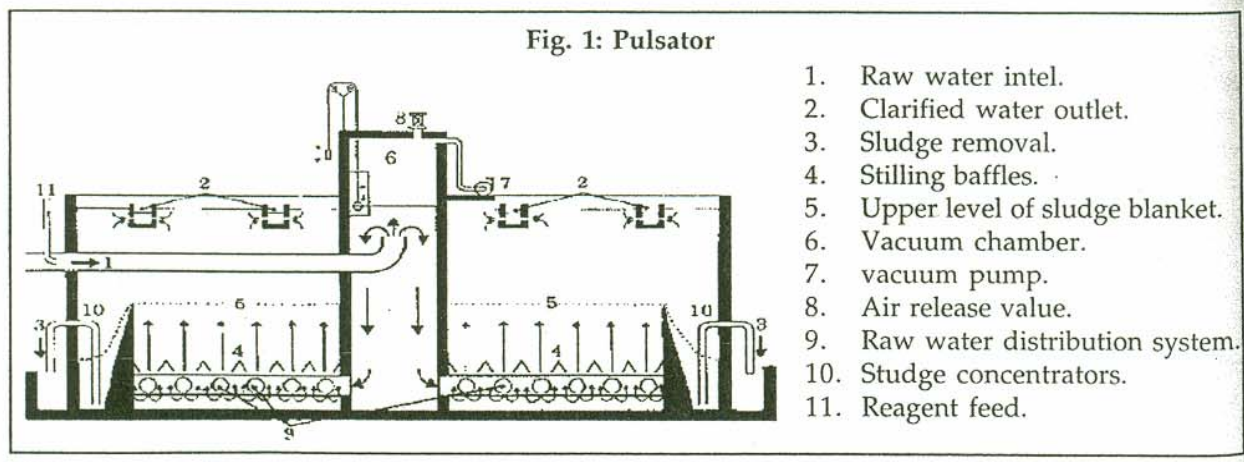 Fig. 1: Pulsator
1. Raw water intel.
2. Clarified water outlet.
3. Sludge removal.
4. Stilling baffles.
5. Upper level of sludge blanket.
6. Vacuum chamber.
7. vacuum pump.
8. Air release value.
9. Raw water distribution system.
10. Studge concentrators.
11. Reagent feed.
8
6
11
2
7
2
1
6
5
3
10
10
3
4
4
9